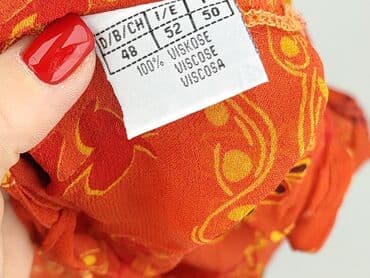 D/B/CH I/E
48 52 50
100% VISKOSE
VISCOSE
VISCOSA